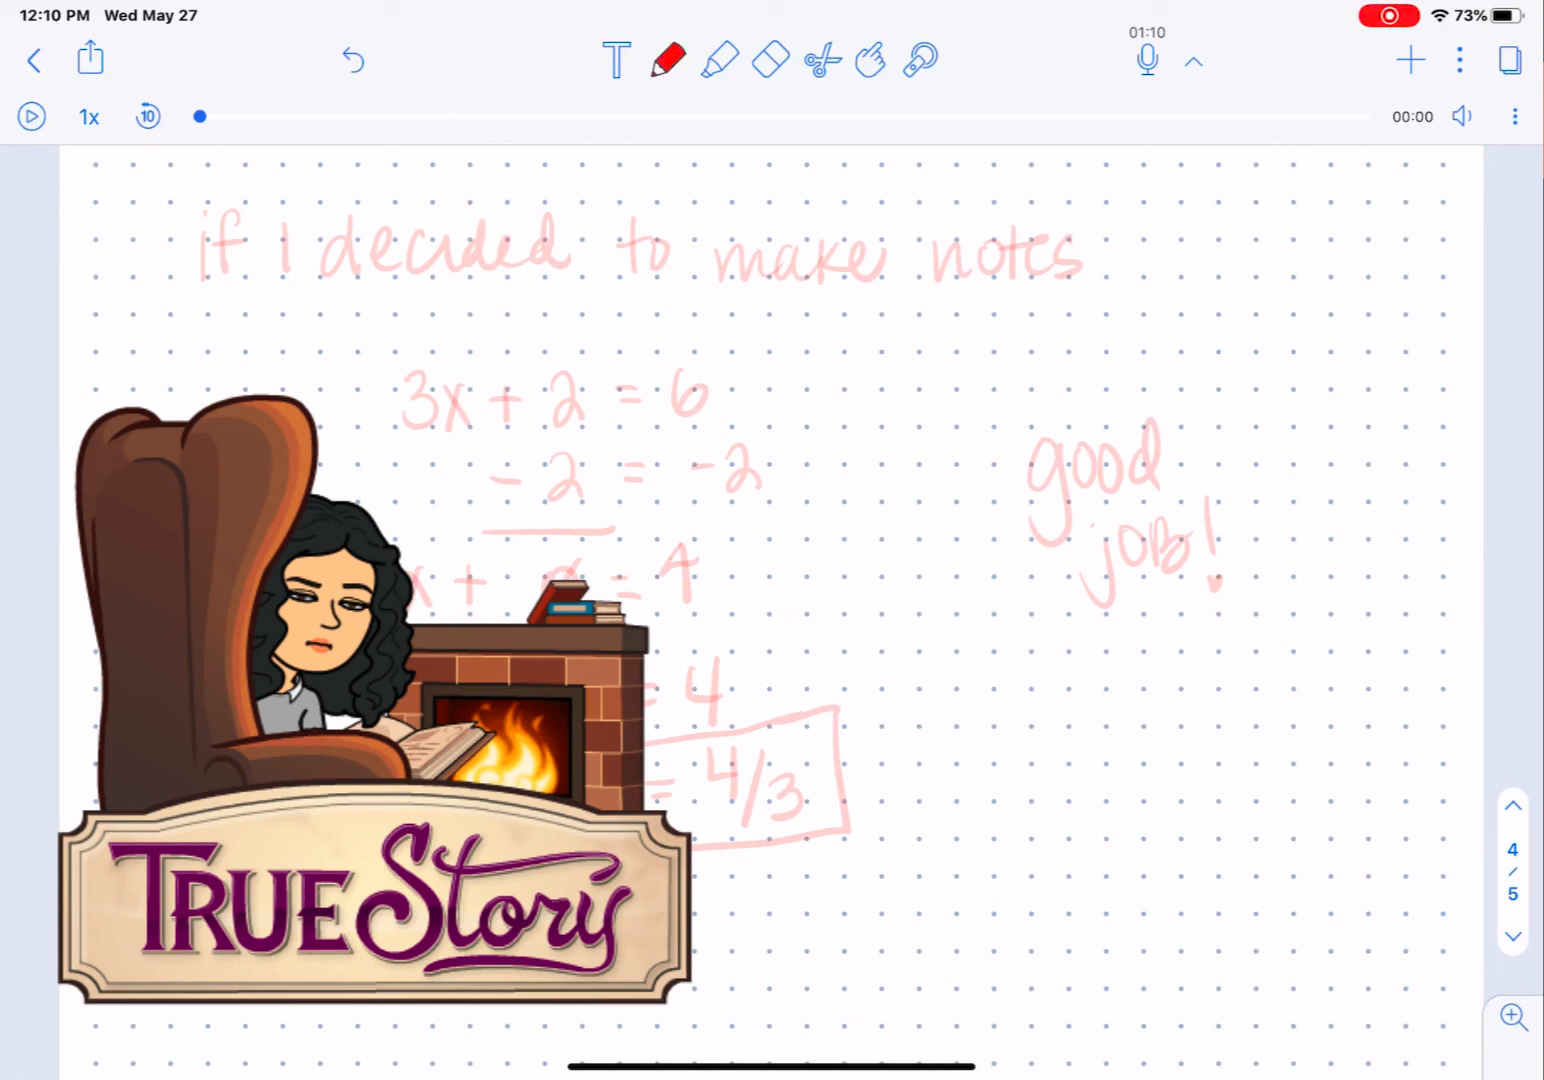 12:10 PM Wed May 27
73%
01:10
T
1x
10
00:00
if I decided to make notes
3x + 2 = 6
- 2 = -2
good
job!
x + = 4
= 4
= 4/3
TRUE Story
4
/
5